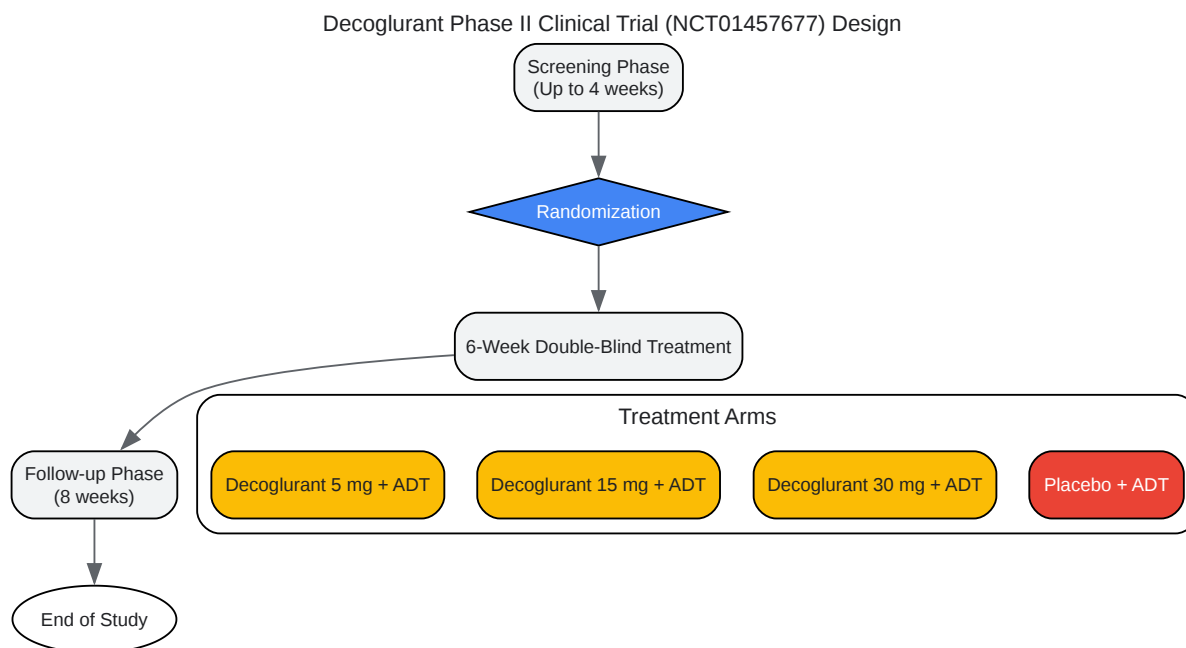 Decoglurant Phase II Clinical Trial (NCT01457677) Design
Screening Phase
(Up to 4 weeks)
Randomization
6-Week Double-Blind Treatment
Treatment Arms
Follow-up Phase
(8 weeks)
Decoglurant 5 mg + ADT
Decoglurant 15 mg + ADT
Decoglurant 30 mg + ADT
Placebo + ADT
End of Study